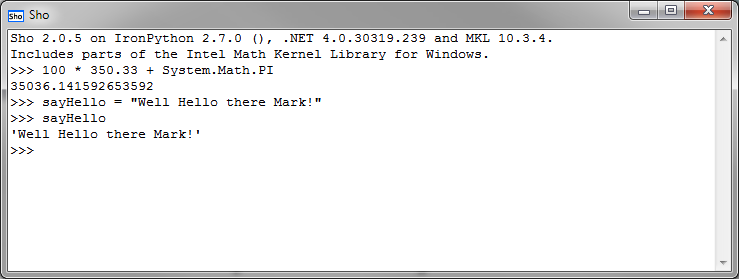 Sho Sho
Sho 2.0.5 on IronPython 2.7.0 (), .NET 4.0.30319.239 and MKL 10.3.4.
Includes parts of the Intel Math Kernel Library for Windows.
>>> 100 * 350.33 + System.Math.PI
35036.141592653592
>>> sayHello = "Well Hello there Mark!"
>>> sayHello
'Well Hello there Mark!'
>>>